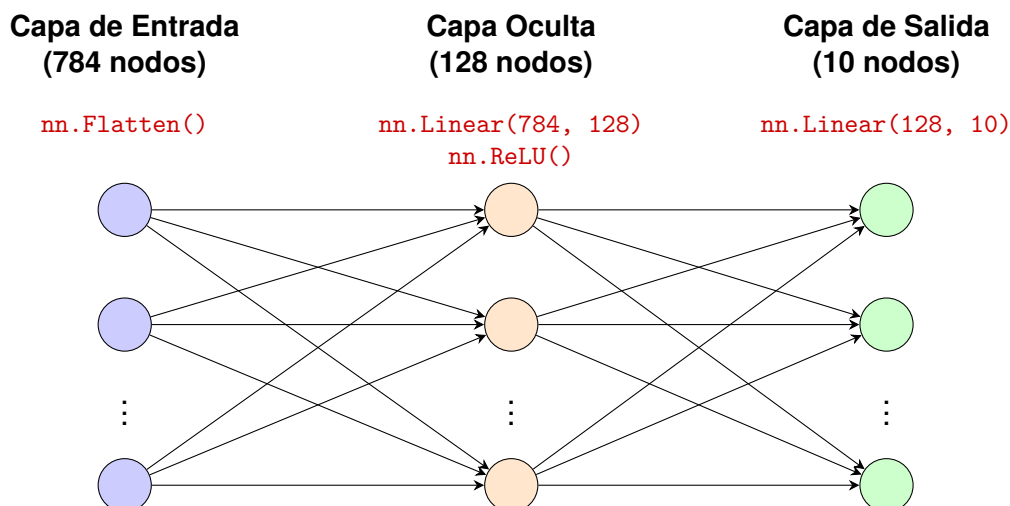 Capa de Entrada
(784 nodos)
Capa Oculta
(128 nodos)
Capa de Salida
(10 nodos)
nn.Flatten()
nn.Linear(784, 128)
nn.ReLU()
nn.Linear(128, 10)